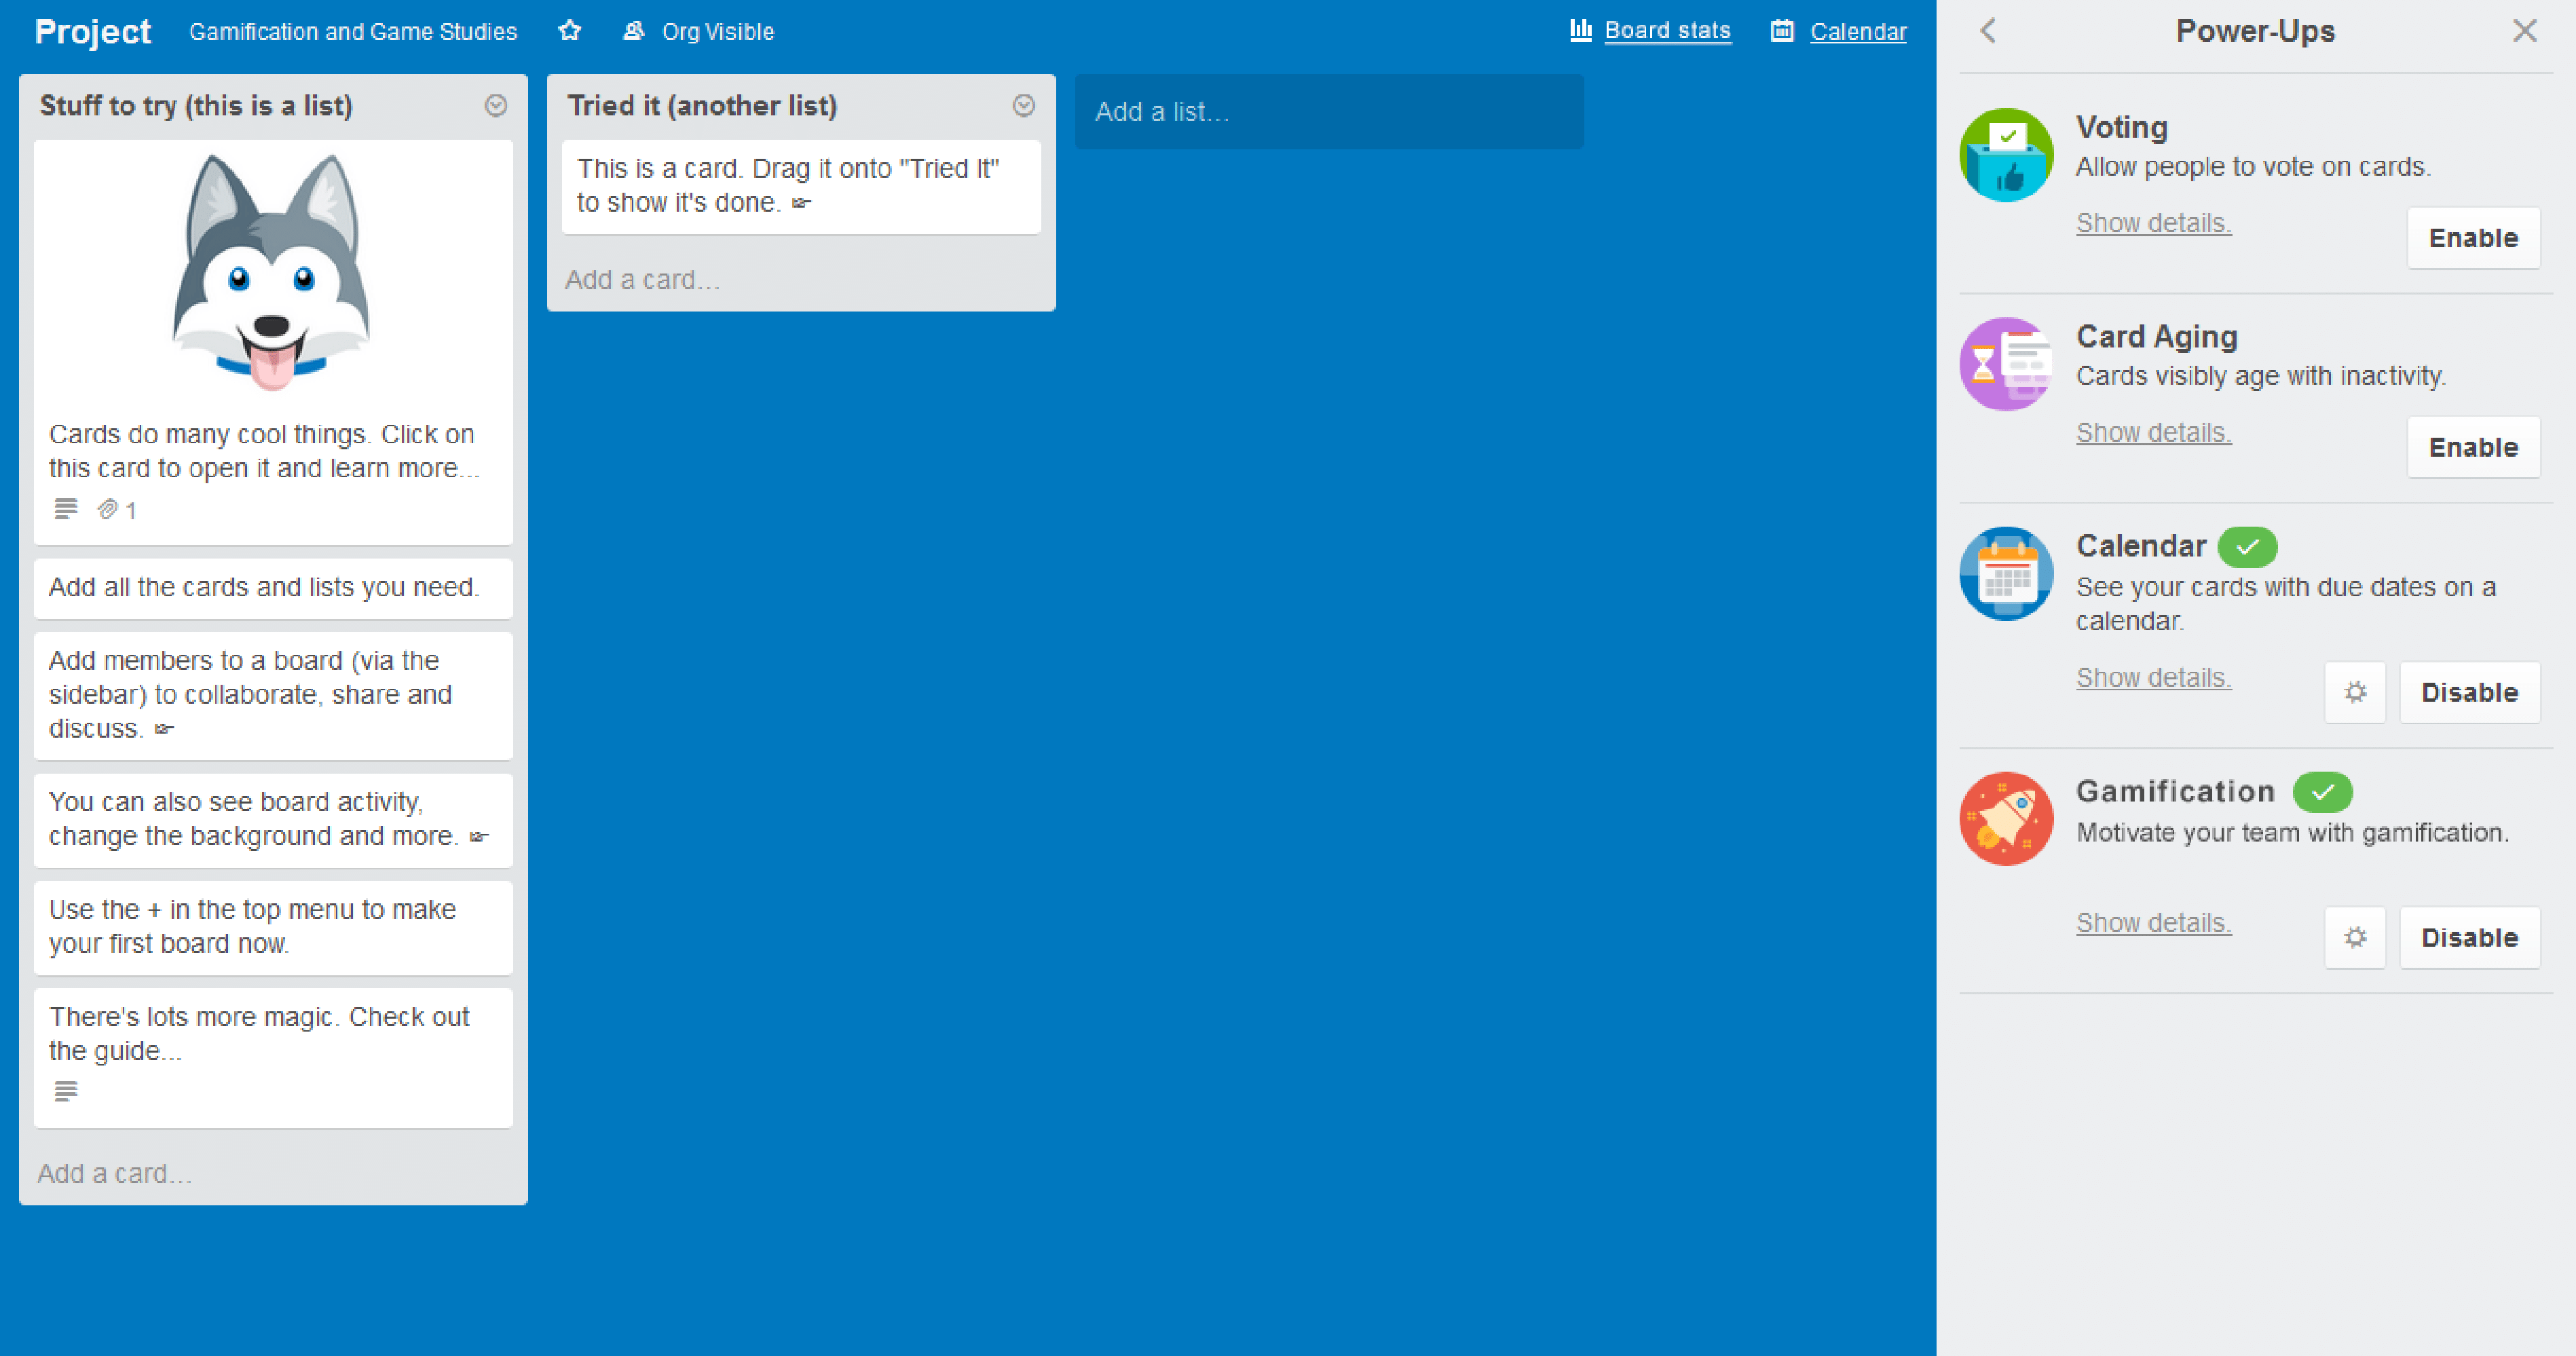 Project Gamification and Game Studies Org Visible Board stats Calendar
Stuff to try (this is a list)
Cards do many cool things. Click on
this card to open it and learn more...
1
Add all the cards and lists you need.
Add members to a board (via the
sidebar) to collaborate, share and
discuss. ☞
You can also see board activity,
change the background and more. ☞
Use the + in the top menu to make
your first board now.
There's lots more magic. Check out
the guide...
Add a card...
Tried it (another list)
This is a card. Drag it onto "Tried It"
to show it's done. ☞
Add a card...
Add a list...
Power-Ups
Voting
Allow people to vote on cards.
Show details. Enable
Card Aging
Cards visibly age with inactivity.
Show details. Enable
Calendar
See your cards with due dates on a
calendar.
Show details. Disable
Gamification
Motivate your team with gamification.
Show details. Disable